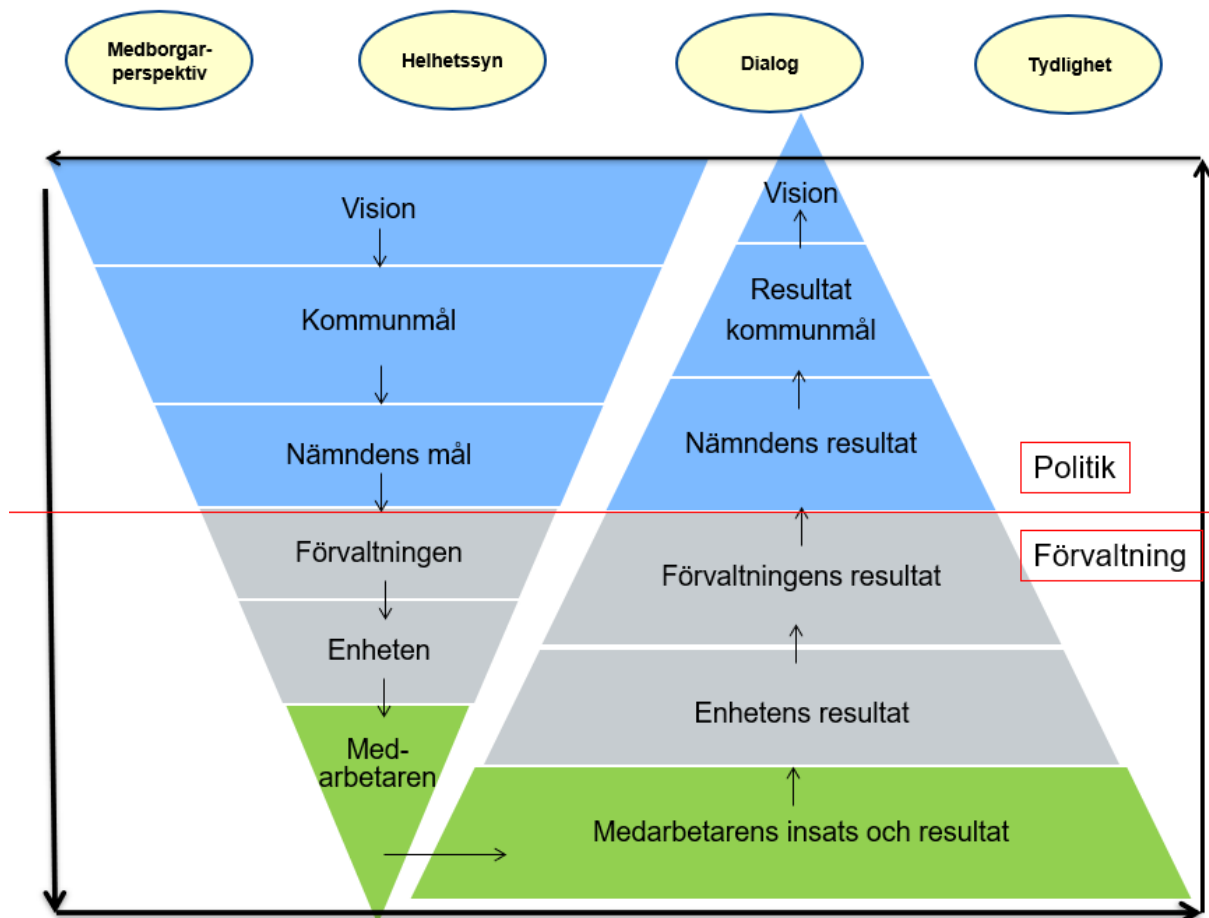 Medborgar-
perspektiv
Helhetssyn
Dialog
Tydlighet
Vision
Kommunmål
Nämndens mål
Förvaltningen
Enheten
Med-
arbetaren
Vision
Resultat
kommunmål
Nämndens resultat
Förvaltningens resultat
Enhetens resultat
Medarbetarens insats och resultat
Politik
Förvaltning